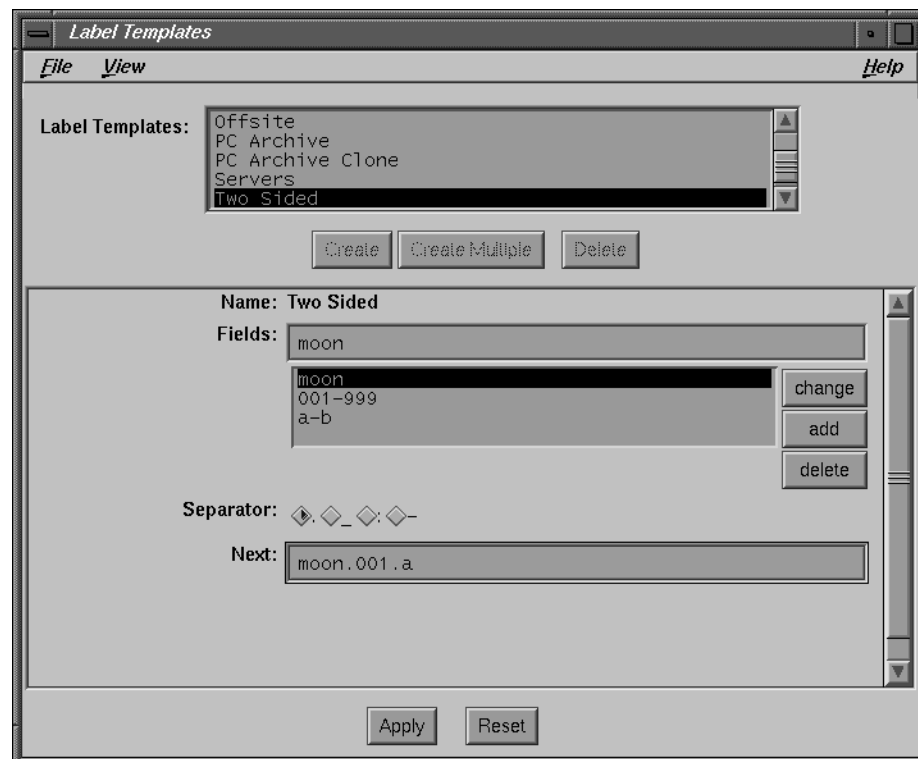 Label Templates
File View Help
Label Templates:
Offsite
PC Archive
PC Archive Clone
Servers
Two Sided
Create Create Multiple Delete
Name: Two Sided
Fields: moon
moon
001-999
a-b
change
add
delete
Separator: . _ : -
Next: moon.001.a
Apply Reset